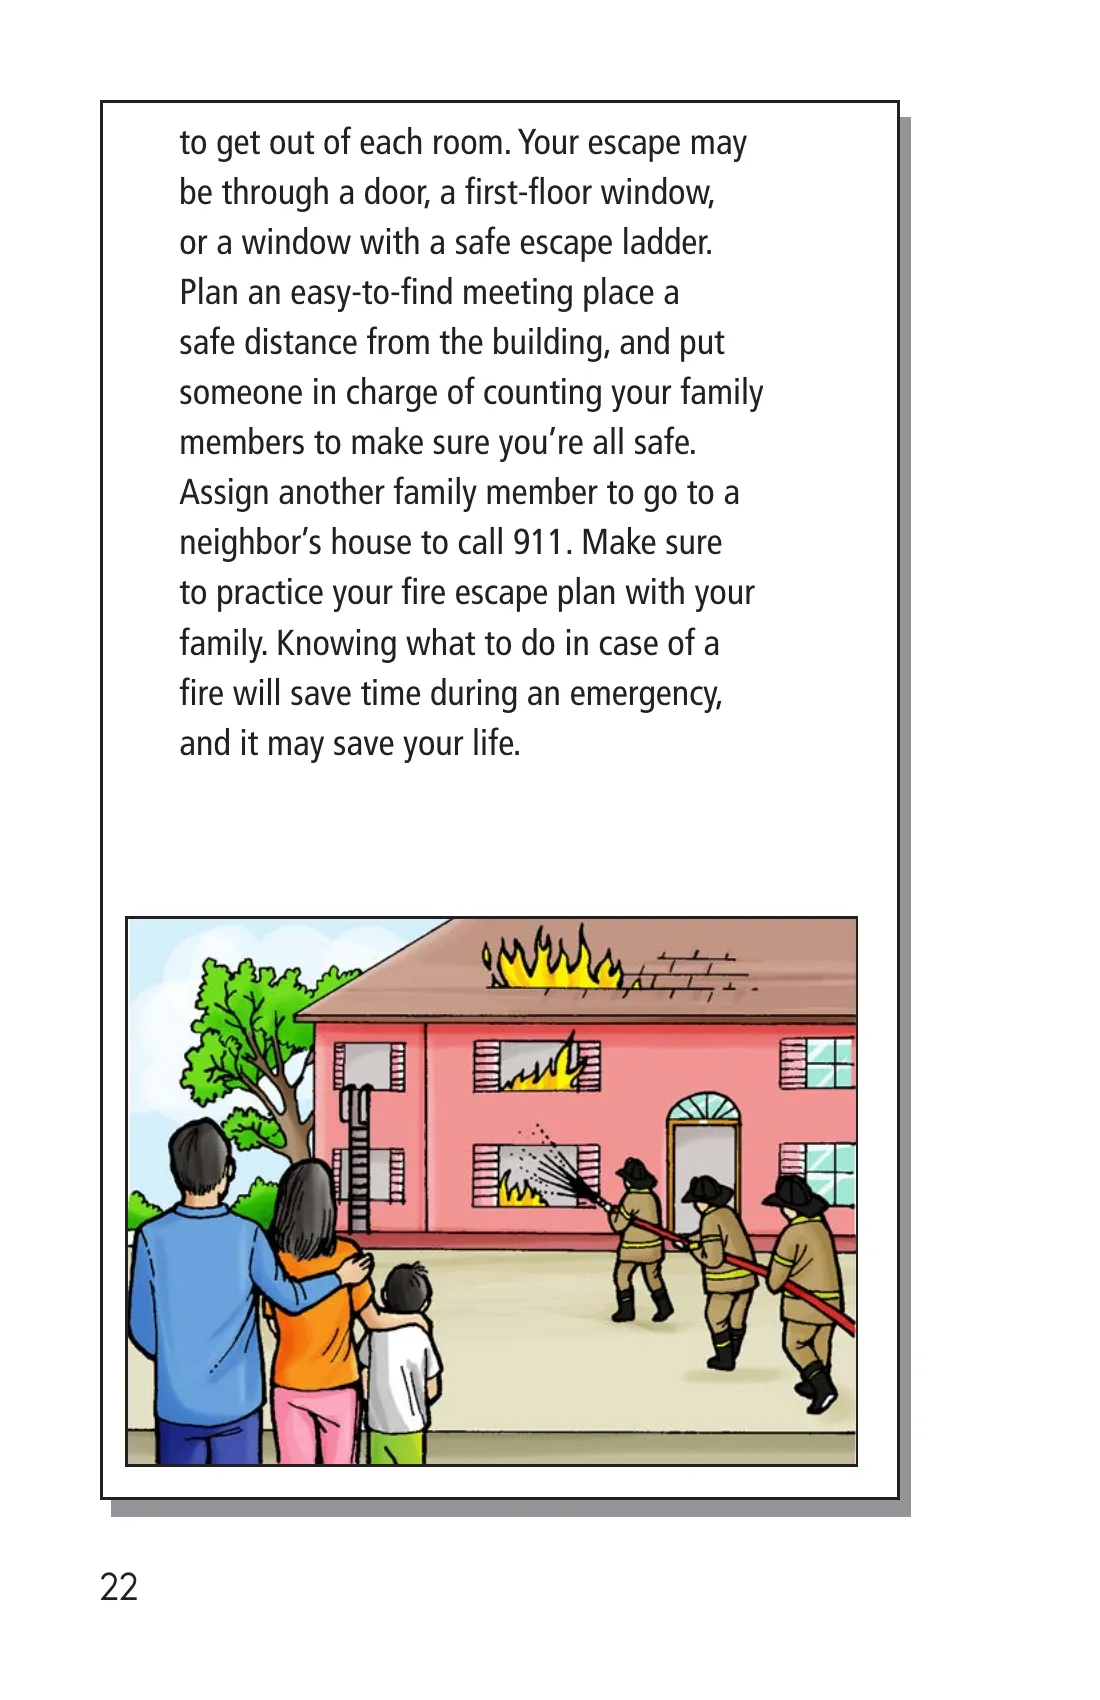 to get out of each room. Your escape may
be through a door, a first-floor window,
or a window with a safe escape ladder.
Plan an easy-to-find meeting place a
safe distance from the building, and put
someone in charge of counting your family
members to make sure you’re all safe.
Assign another family member to go to a
neighbor’s house to call 911. Make sure
to practice your fire escape plan with your
family. Knowing what to do in case of a
fire will save time during an emergency,
and it may save your life.
22